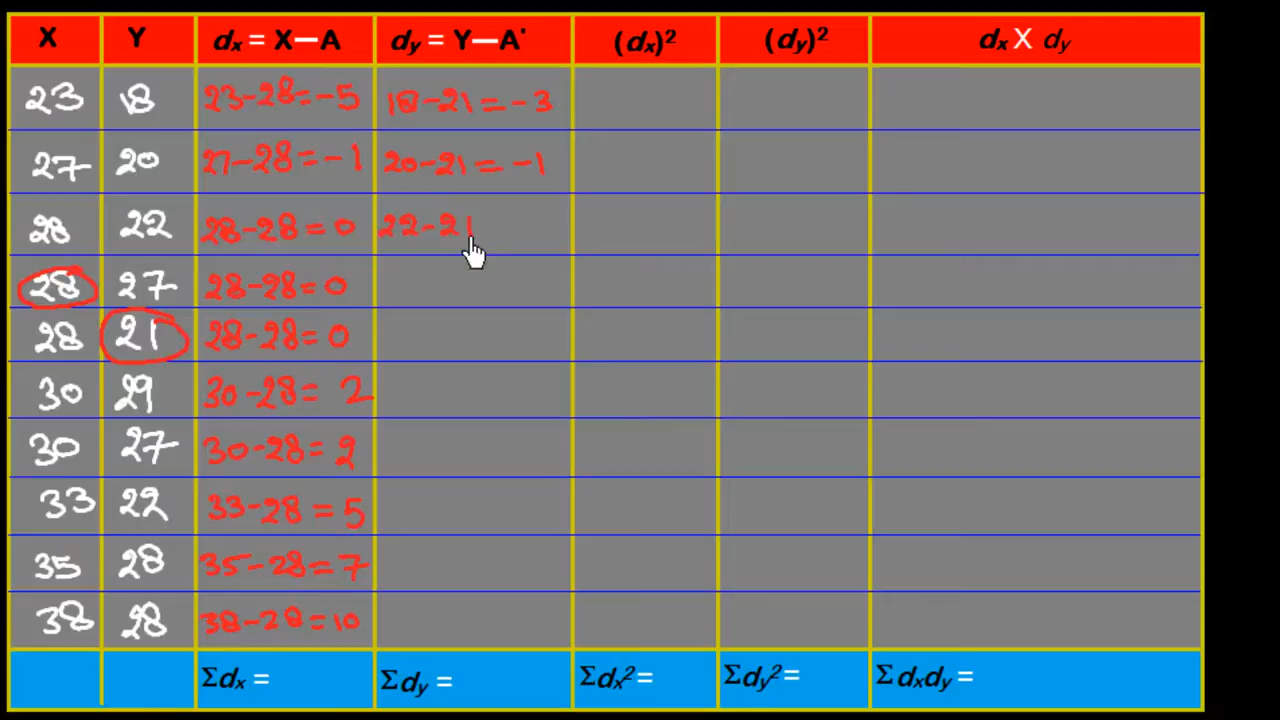 X Y dx = X—A dy = Y—A' (dx)² (dy)² dx X dy
23 18 23-28=-5 18-21=-3
27 20 27-28=-1 20-21=-1
28 22 28-28=0 22-21
28 27 28-28=0
28 21 28-28=0
30 29 30-28= 2
30 27 30-28=2
33 22 33-28=5
35 28 35-28=7
38 28 38-28=10
Σdx = Σdy = Σdx²= Σdy²= Σdxdy=